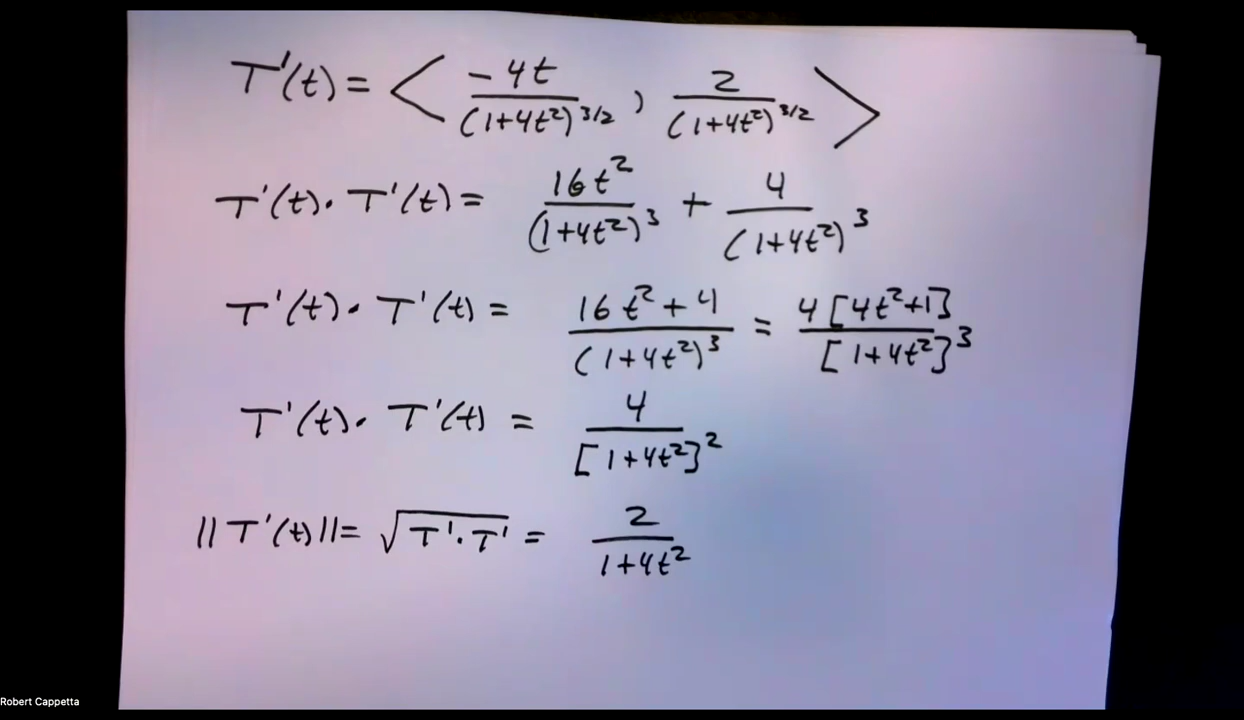 T'(t) = < -4t/(1+4t²)^3/2 , 2/(1+4t²)^3/2 >
T'(t) · T'(t) = 16t²/(1+4t²)³ + 4/(1+4t²)³
T'(t) · T'(t) = 16t²+4/(1+4t²)³ = 4[4t²+1]/[1+4t²]³
T'(t) · T'(t) = 4/[1+4t²]²
||T'(t)|| = √T'·T' = 2/1+4t²
Robert Cappetta